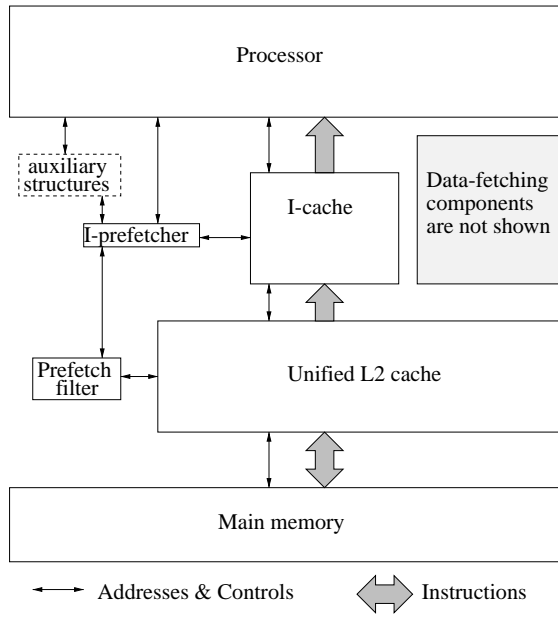 Processor
auxiliary
structures
I-prefetcher
I-cache
Data-fetching
components
are not shown
Prefetch
filter
Unified L2 cache
Main memory
Addresses & Controls
Instructions